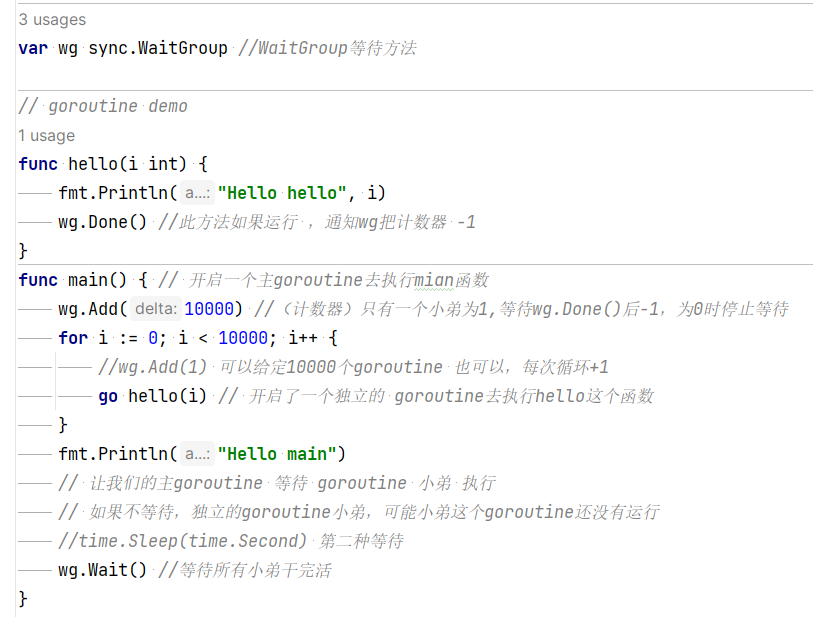 3 usages
var wg sync.WaitGroup //WaitGroup等待方法
// goroutine demo
1 usage
func hello(i int) {
fmt.Println( a...: "Hello hello", i)
wg.Done() //此方法如果运行 ，通知wg把计数器 -1
}
func main() { // 开启一个主goroutine去执行mian函数
wg.Add( delta: 10000) //（计数器）只有一个小弟为1,等待wg.Done()后-1，为0时停止等待
for i := 0; i < 10000; i++ {
//wg.Add(1) 可以给定10000个goroutine 也可以，每次循环+1
go hello(i) // 开启了一个独立的 goroutine去执行hello这个函数
}
fmt.Println( a...: "Hello main")
// 让我们的主goroutine 等待 goroutine 小弟 执行
// 如果不等待，独立的goroutine小弟，可能小弟这个goroutine还没有运行
//time.Sleep(time.Second) 第二种等待
wg.Wait() //等待所有小弟干完活
}